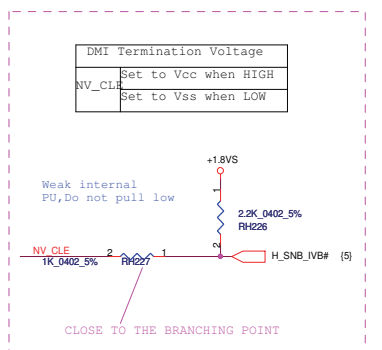 DMI Termination Voltage
NV_CLE
Set to Vcc when HIGH
Set to Vss when LOW
+1.8VS
Weak internal
PU,Do not pull low
1
2.2K_0402_5%
RH226
2
NV_CLE
2
1
H_SNB_IVB#
{5}
1K_0402_5%
RH227
CLOSE TO THE BRANCHING POINT